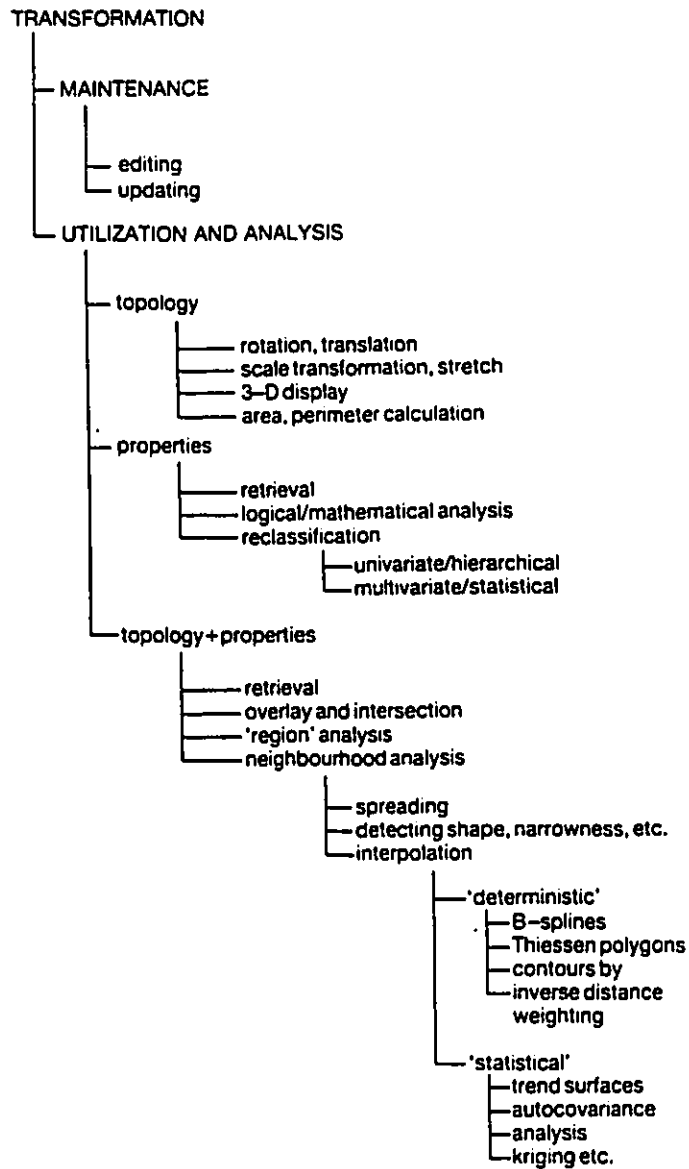 TRANSFORMATION
MAINTENANCE
editing
updating
UTILIZATION AND ANALYSIS
topology
rotation, translation
scale transformation, stretch
3–D display
area, perimeter calculation
properties
retrieval
logical/mathematical analysis
reclassification
univariate/hierarchical
multivariate/statistical
topology+properties
retrieval
overlay and intersection
'region' analysis
neighbourhood analysis
spreading
detecting shape, narrowness, etc.
interpolation
'deterministic'
B–splines
Thiessen polygons
contours by
inverse distance
weighting
'statistical'
trend surfaces
autocovariance
analysis
kriging etc.